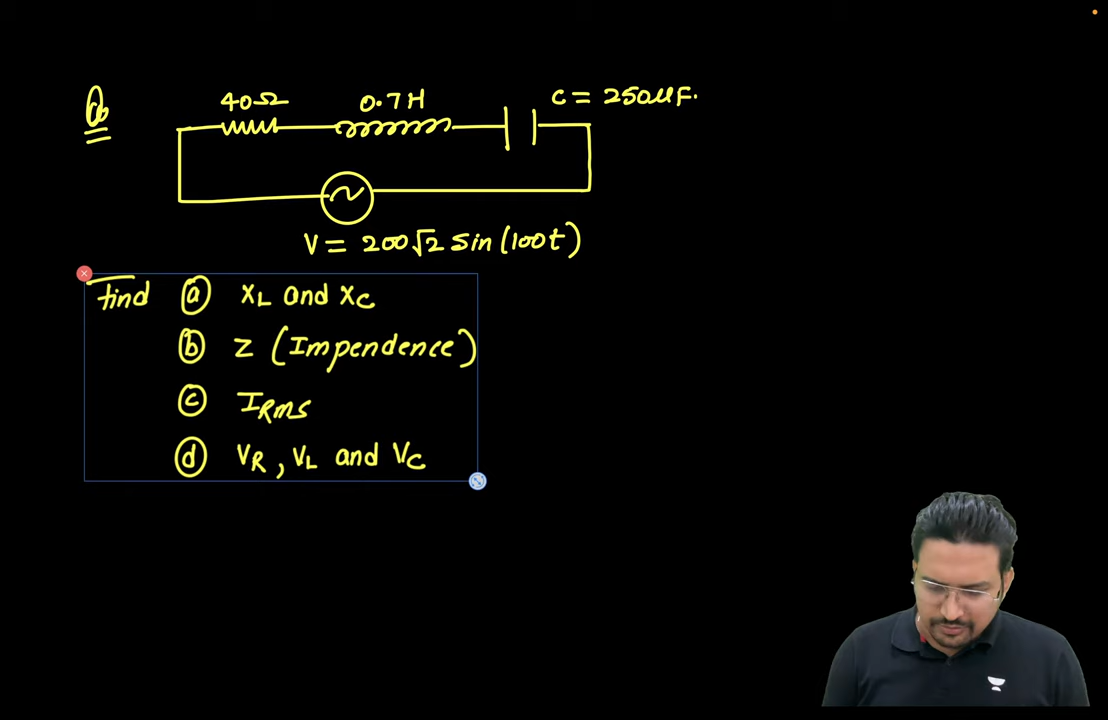 Q
40Ω 0.7H C = 250μF.
V = 200√2 sin(100t)
find ⓐ XL and XC
ⓑ Z (Impendence)
ⓒ IRMS
ⓓ VR, VL and VC